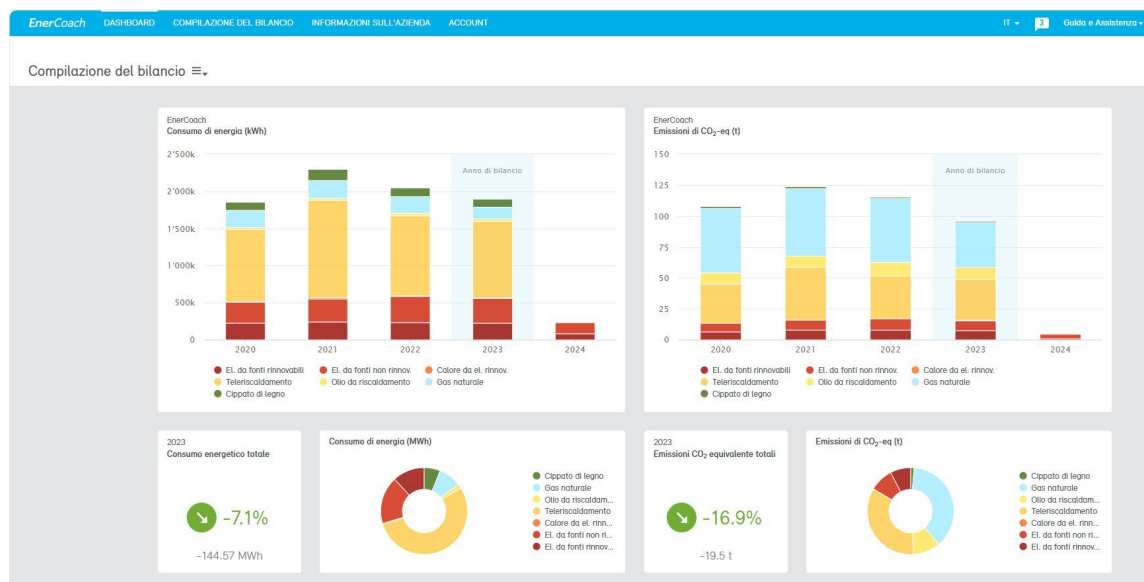 EnerCoach DASHBOARD COMPILAZIONE DEL BILANCIO INFORMAZIONI SULL'AZIENDA ACCOUNT IT 3 Guida e Assistenza
Compilazione del bilancio
EnerCoach
Consumo di energia (kWh)
2'500k
2'000k
1'500k
1'000k
500k
0
Anno di bilancio
2020 2021 2022 2023 2024
El. da fonti rinnovabili El. da fonti non rinnov. Calore da el. rinnov.
Teleriscaldamento Olio da riscaldamento Gas naturale
Cippato di legno
EnerCoach
Emissioni di CO₂-eq (t)
150
125
100
75
50
25
0
Anno di bilancio
2020 2021 2022 2023 2024
El. da fonti rinnovabili El. da fonti non rinnov. Calore da el. rinnov.
Teleriscaldamento Olio da riscaldamento Gas naturale
Cippato di legno
2023
Consumo energetico totale
-7.1%
-144.57 MWh
Consumo di energia (MWh)
Cippato di legno
Gas naturale
Olio da riscaldam...
Teleriscaldamento
Calore da el. rinn...
El. da fonti non ri...
El. da fonti rinnov...
2023
Emissioni CO₂ equivalente totali
-16.9%
-19.5 t
Emissioni di CO₂-eq (t)
Cippato di legno
Gas naturale
Olio da riscaldam...
Teleriscaldamento
Calore da el. rinn...
El. da fonti non ri...
El. da fonti rinnov...